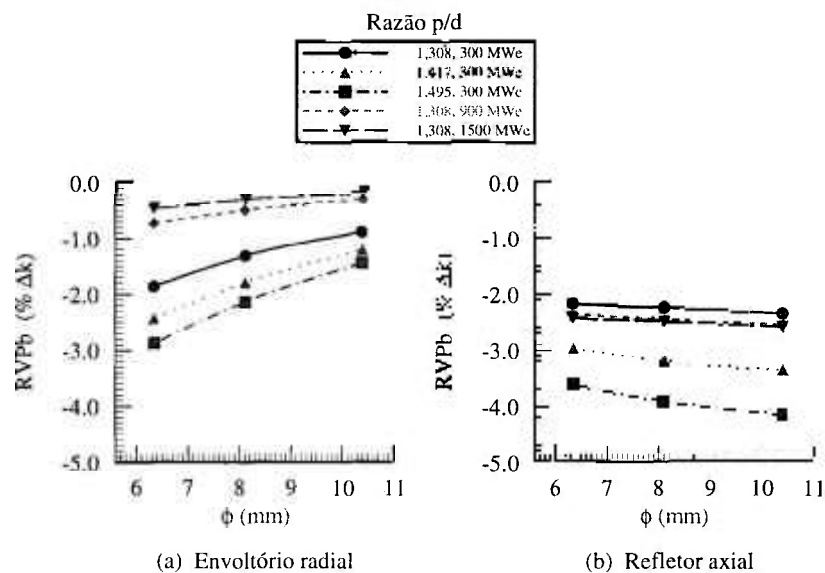 Razão p/d
1,308, 300 MWe
1.417, 300 MWe
1.495, 300 MWe
1,308, 900 MWe
1,308, 1500 MWe
0.0
-1.0
-2.0
-3.0
-4.0
-5.0
RVPb (% Δk)
6 7 8 9 10 11
ϕ (mm)
(a) Envoltório radial
0.0
-1.0
-2.0
-3.0
-4.0
-5.0
RVPb (% Δk)
6 7 8 9 10 11
ϕ (mm)
(b) Refletor axial